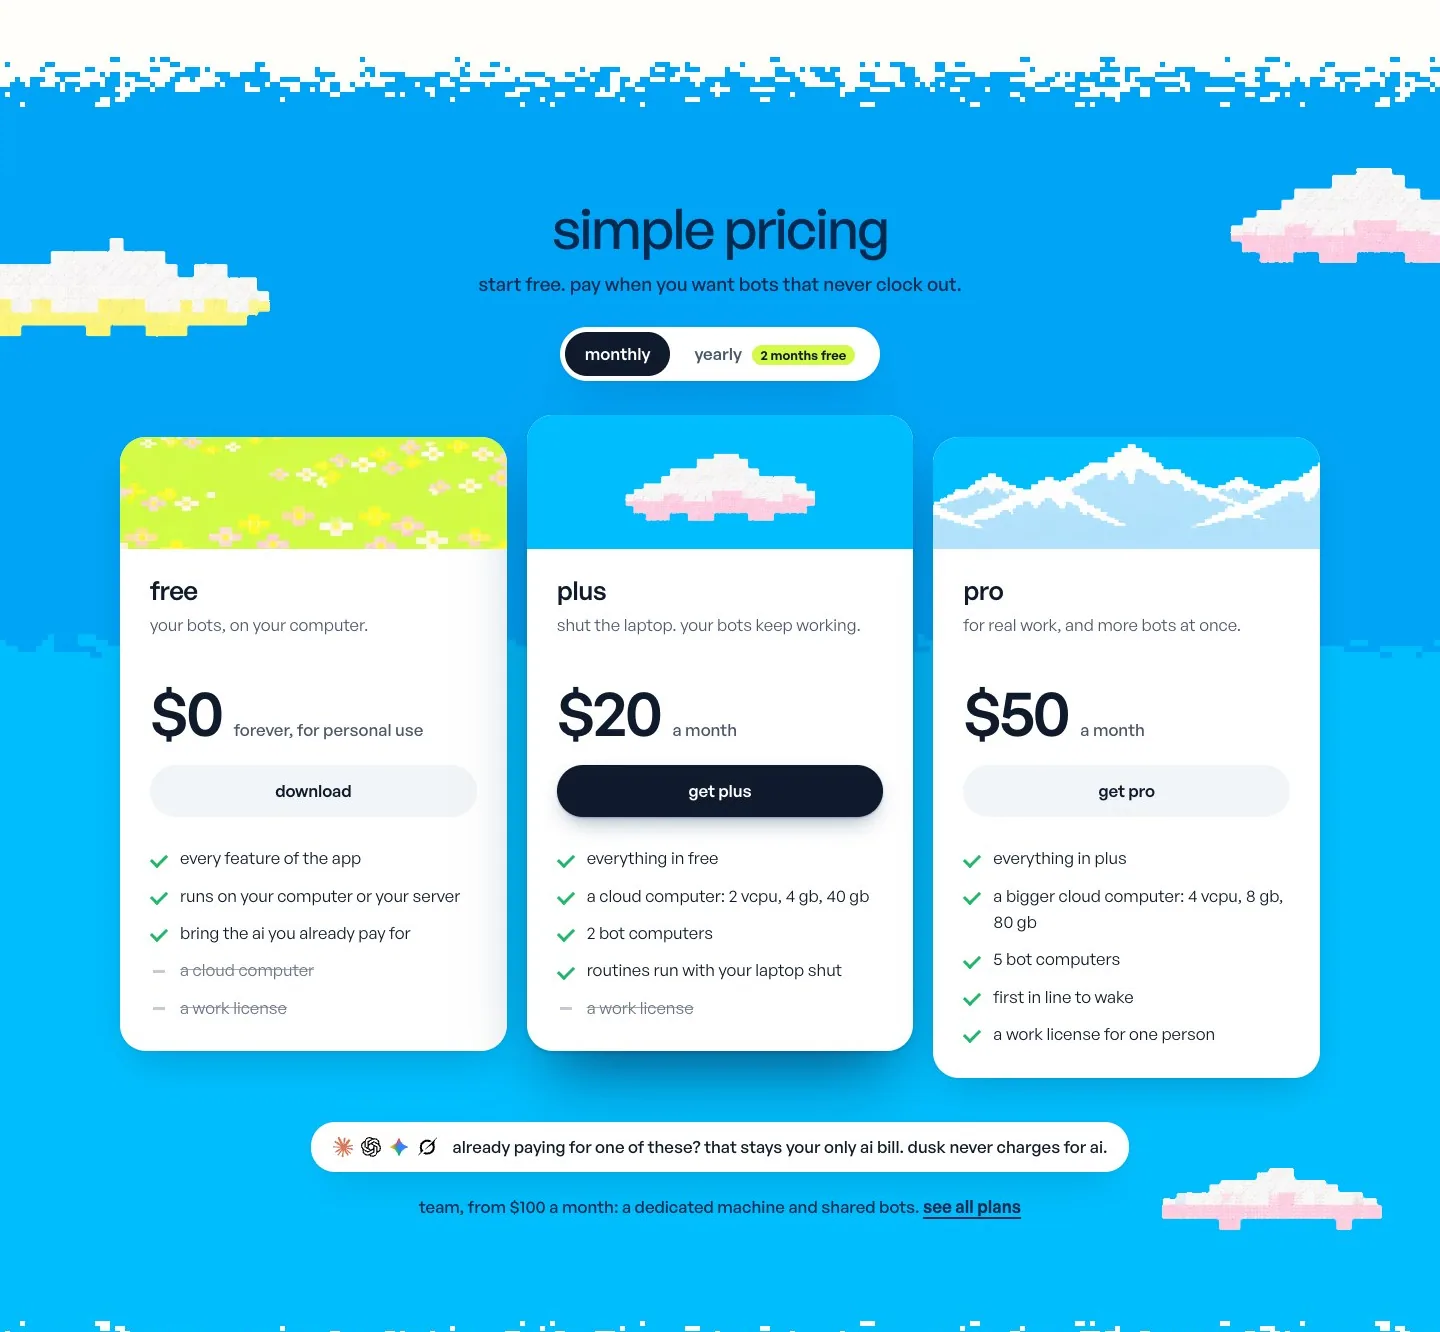 simple pricing
start free. pay when you want bots that never clock out.
monthly yearly 2 months free
free
your bots, on your computer.
$0 forever, for personal use
download
every feature of the app
runs on your computer or your server
bring the ai you already pay for
a cloud computer
a work license
plus
shut the laptop. your bots keep working.
$20 a month
get plus
everything in free
a cloud computer: 2 vcpu, 4 gb, 40 gb
2 bot computers
routines run with your laptop shut
a work license
pro
for real work, and more bots at once.
$50 a month
get pro
everything in plus
a bigger cloud computer: 4 vcpu, 8 gb,
80 gb
5 bot computers
first in line to wake
a work license for one person
already paying for one of these? that stays your only ai bill. dusk never charges for ai.
team, from $100 a month: a dedicated machine and shared bots. see all plans